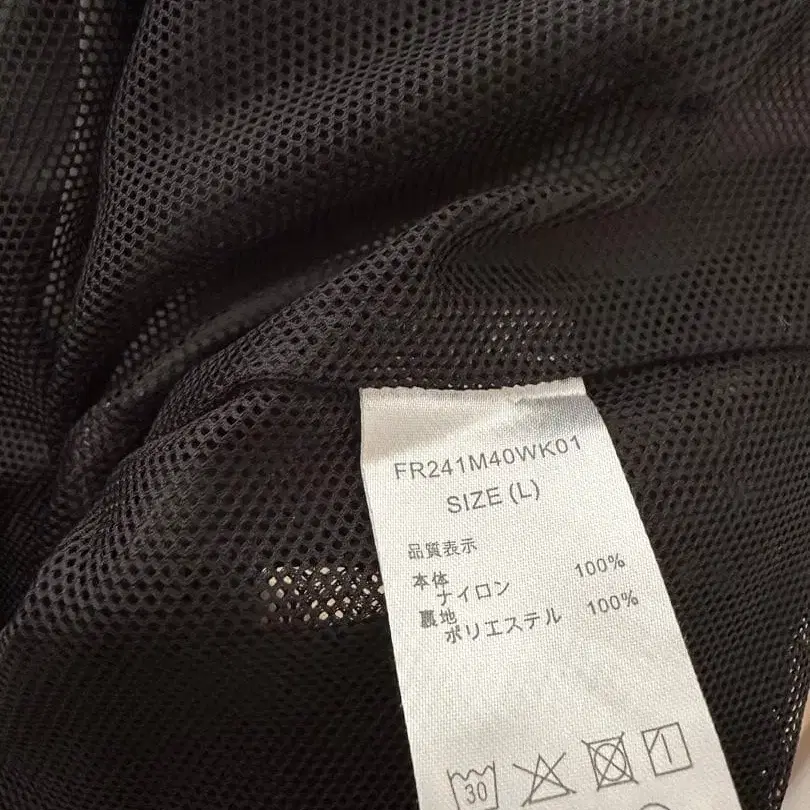 FR241M40WK01
SIZE (L)
品質表示
本体
ナイロン 100%
裏地
ポリエステル 100%
30